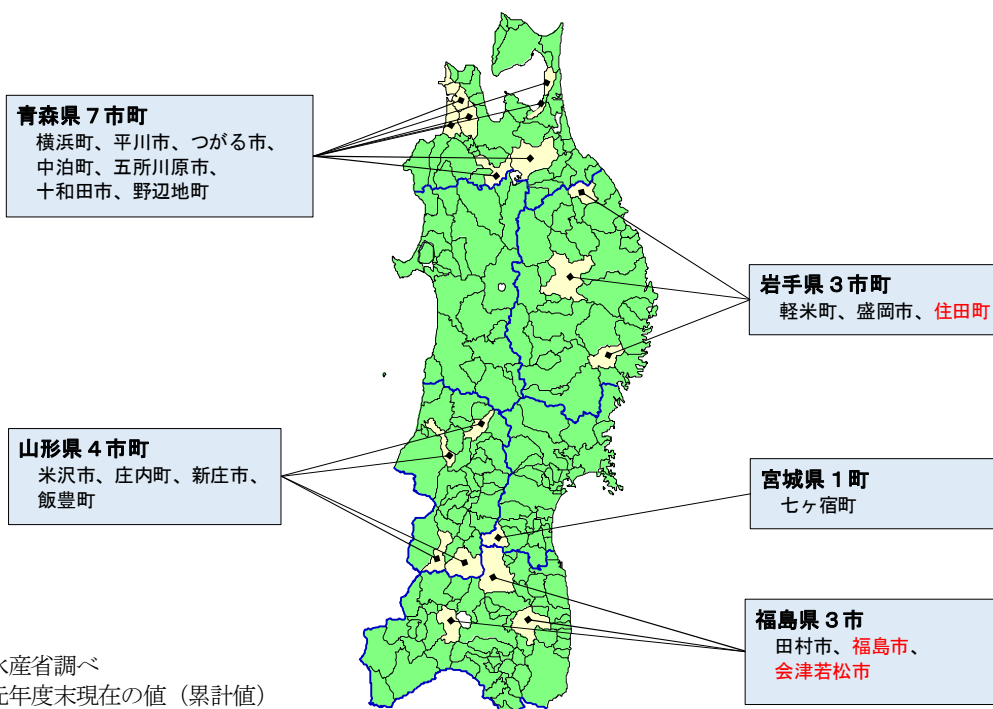 青森県７市町
横浜町、平川市、つがる市、
中泊町、五所川原市、
十和田市、野辺地町
岩手県３市町
軽米町、盛岡市、住田町
山形県４市町
米沢市、庄内町、新庄市、
飯豊町
宮城県１町
七ヶ宿町
福島県３市
田村市、福島市、
会津若松市
水産省調べ
元年度末現在の値（累計値）